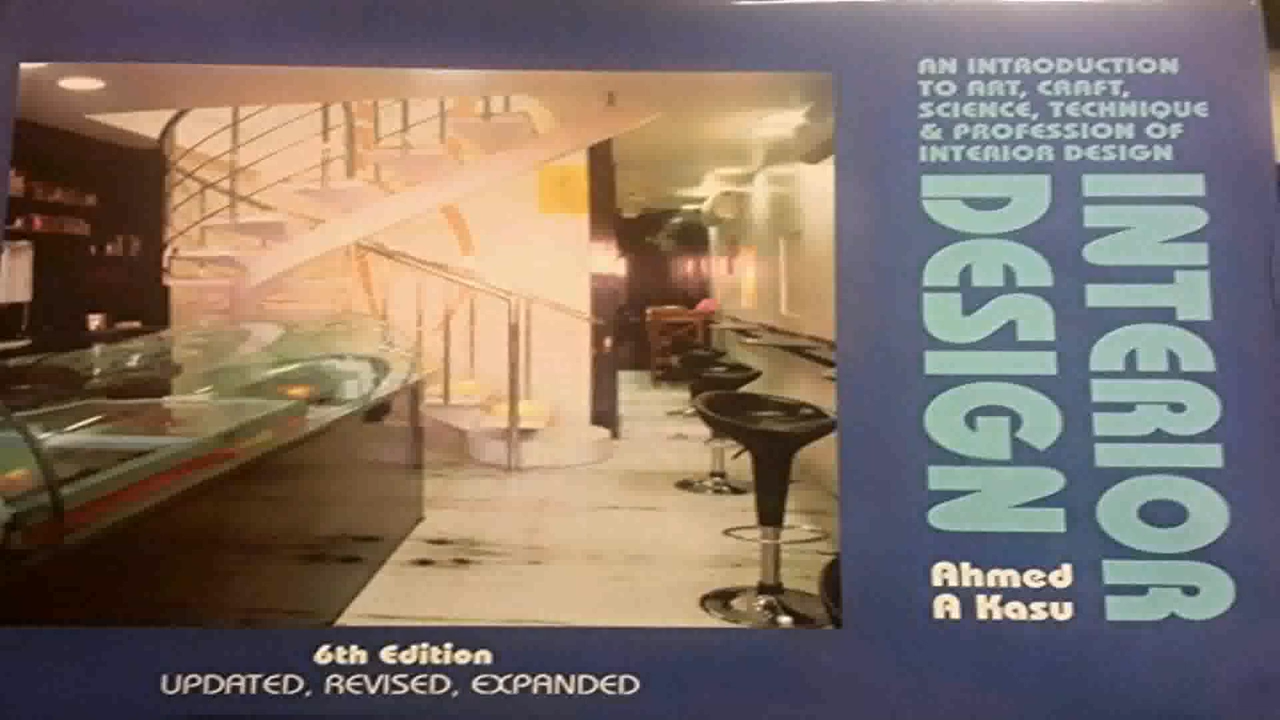 AN INTRODUCTION
TO ART, CRAFT,
SCIENCE, TECHNIQUE
& PROFESSION OF
INTERIOR DESIGN
INTERIOR
DESIGN
Ahmed
A Kasu
6th Edition
UPDATED, REVISED, EXPANDED